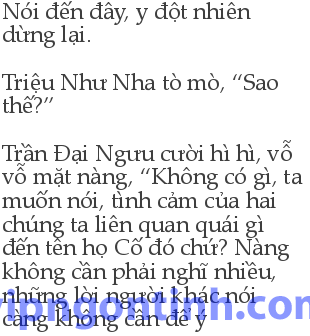 Nói đến đây, y đột nhiên
dừng lại.
Triệu Như Nha tò mò, “Sao
thế?”
Trần Đại Ngưu cười hì hì, vỗ
vỗ mặt nàng, “Không có gì, ta
muốn nói, tình cảm của hai
chúng ta liên quan quái gì
đến tên họ Cố đó chứ? Nàng
không cần phải nghĩ nhiều,
những lời người khác nói
càng không cần để ý
vipngontinh.com